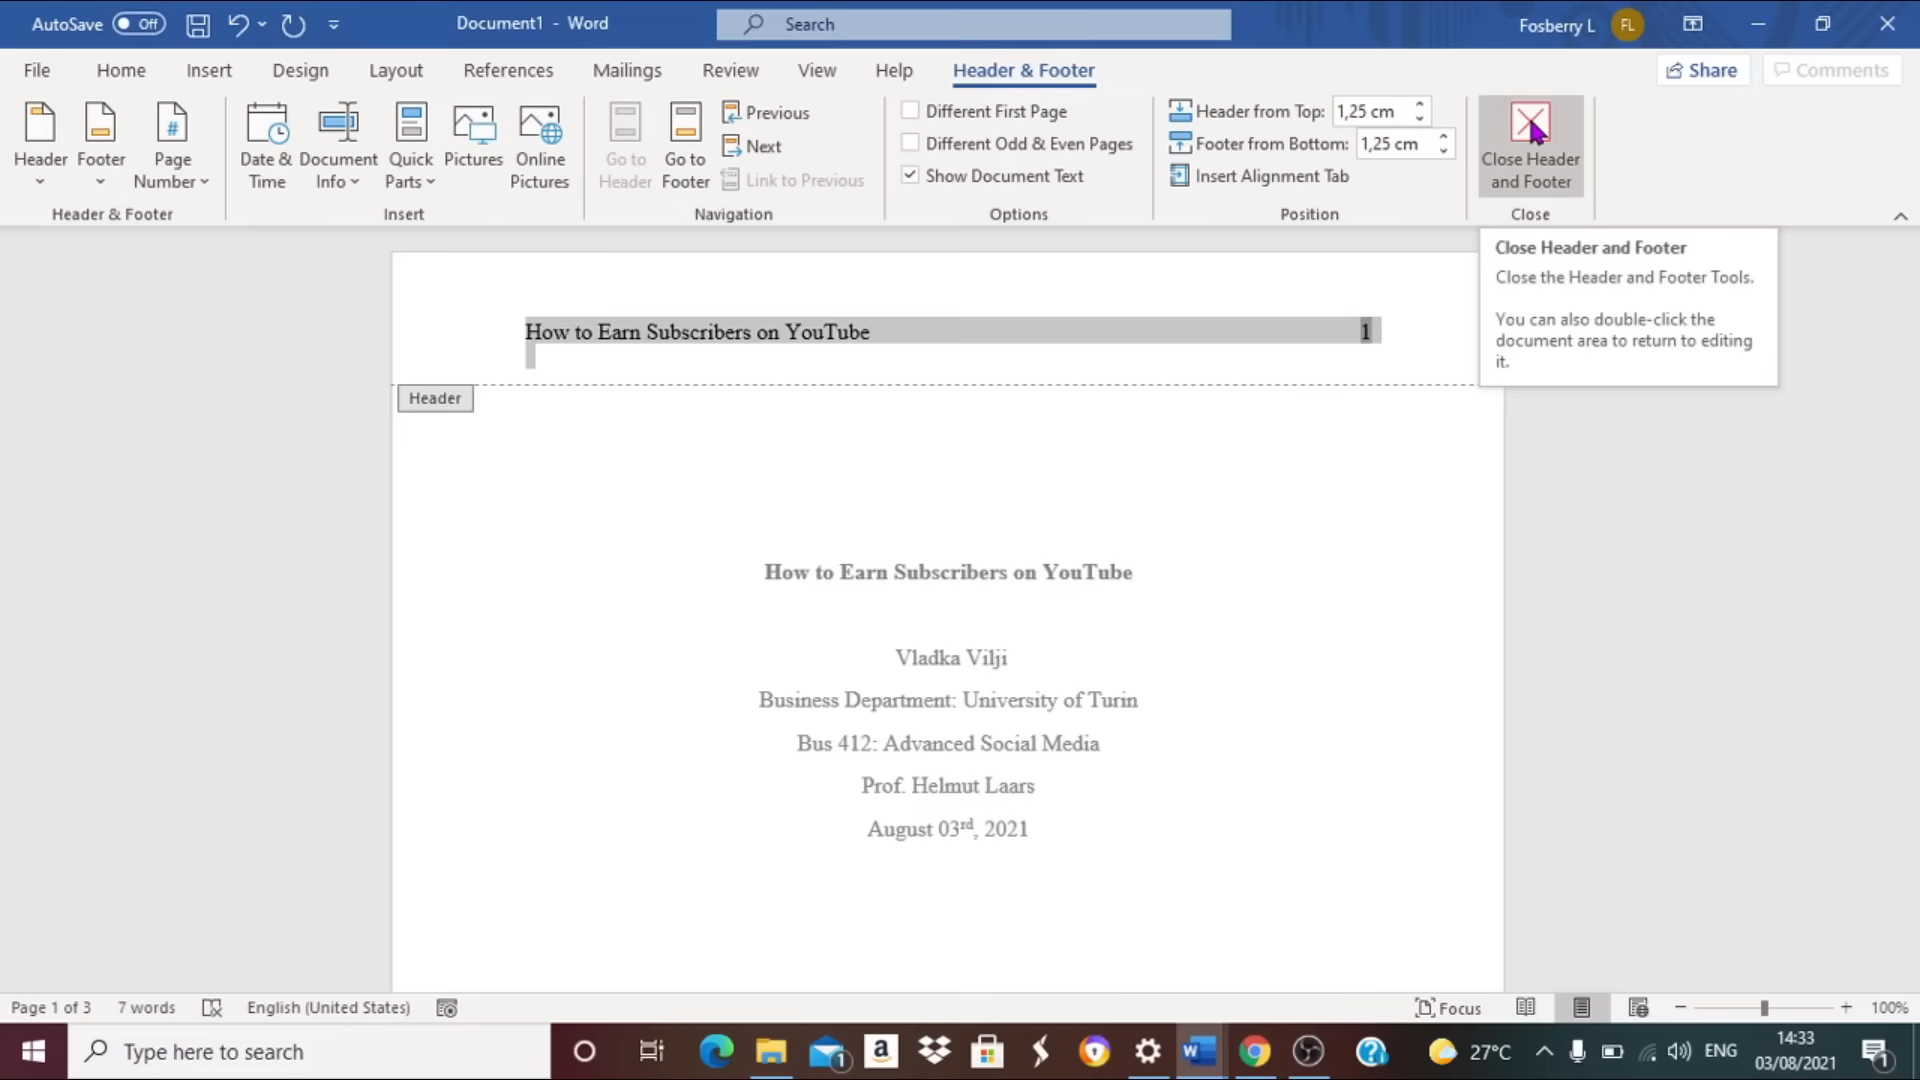 AutoSave Off Document1 - Word Search Fosberry L FL
File Home Insert Design Layout References Mailings Review View Help Header & Footer Share Comments
Header Footer Page Number
Date & Time Document Info Quick Parts Pictures Online Pictures
Go to Header Go to Footer
Previous
Next
Link to Previous
Different First Page
Different Odd & Even Pages
Show Document Text
Header from Top: 1,25 cm
Footer from Bottom: 1,25 cm
Insert Alignment Tab
Close Header and Footer
Header & Footer Insert Navigation Options Position Close
Close Header and Footer
Close the Header and Footer Tools.
You can also double-click the
document area to return to editing
it.
How to Earn Subscribers on YouTube 1
Header
How to Earn Subscribers on YouTube
Vladka Vilji
Business Department: University of Turin
Bus 412: Advanced Social Media
Prof. Helmut Laars
August 03rd, 2021
Page 1 of 3 7 words English (United States) Focus 100%
Type here to search 1 a W 27°C ENG 14:33
03/08/2021 1